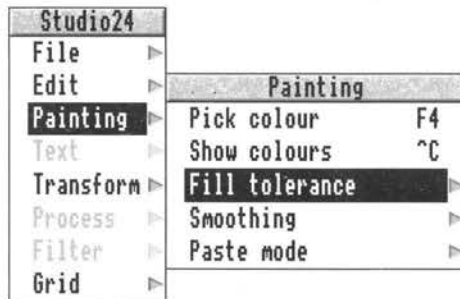 Studio24
File
Edit
Painting
Text
Transform
Process
Filter
Grid
Painting
Pick colour F4
Show colours ^C
Fill tolerance
Smoothing
Paste mode